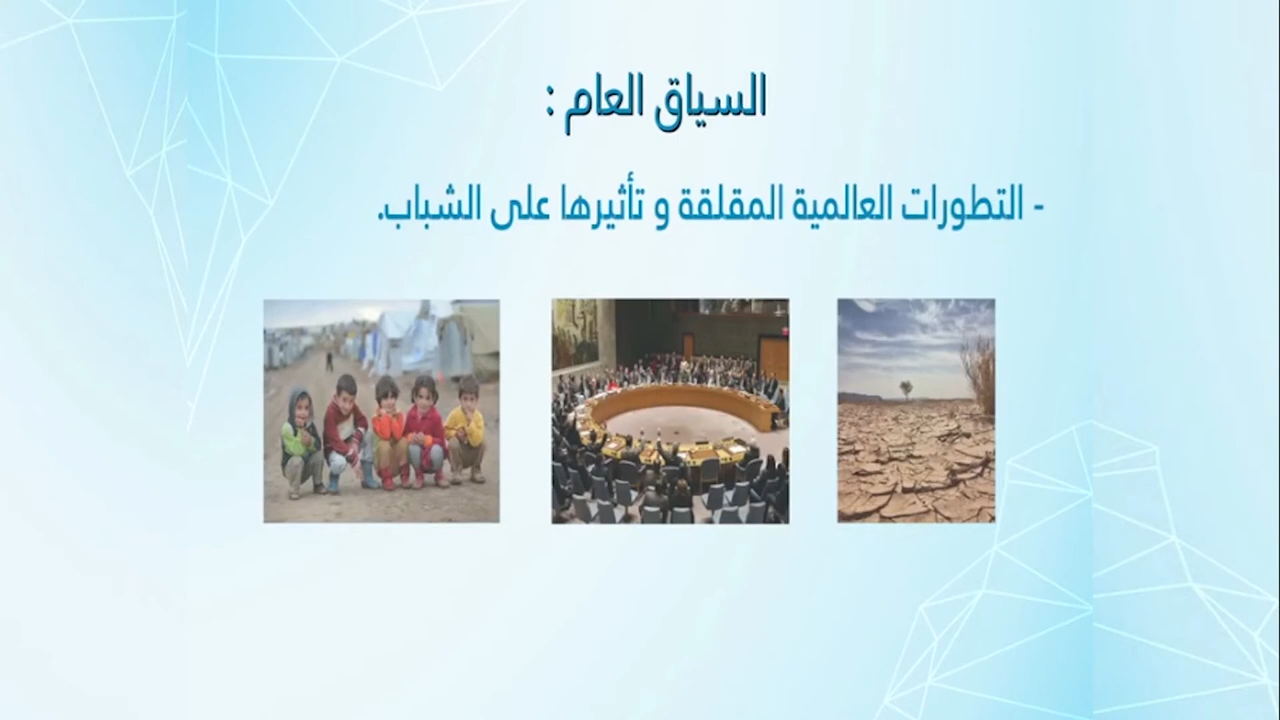 السياق العام :
- التطورات العالمية المقلقة و تأثيرها على الشباب.